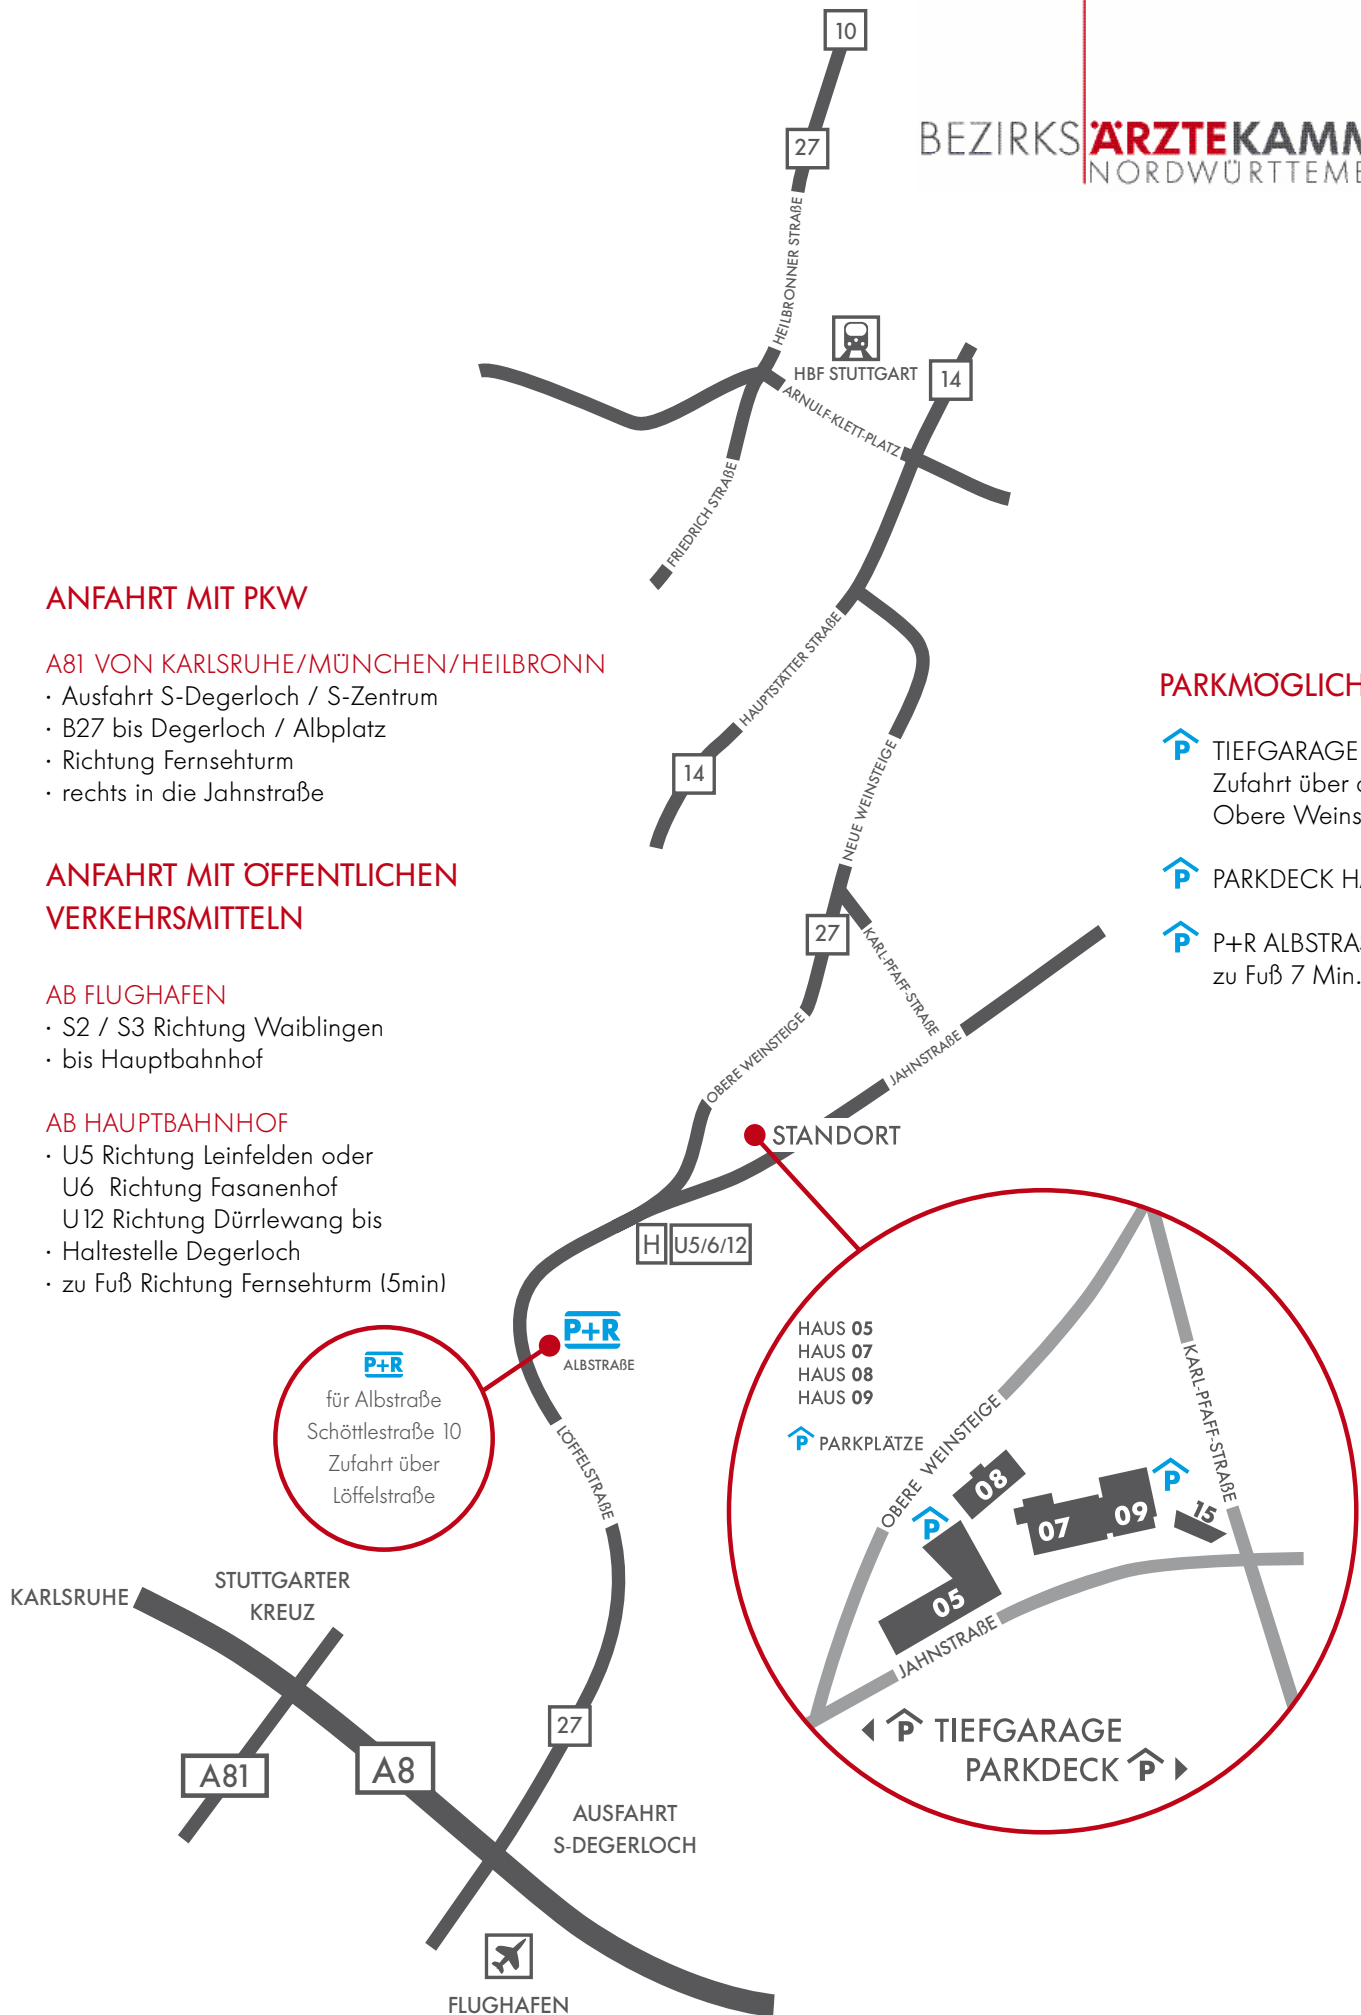 10
27
BEZIRKS ÄRZTEKAMM
NORDWÜRTTEME
HEILBRONNER STRAßE
HBF STUTTGART
14
ARNULF-KLETT-PLATZ
FRIEDRICH STRAßE
ANFAHRT MIT PKW
A81 VON KARLSRUHE/MÜNCHEN/HEILBRONN
· Ausfahrt S-Degerloch / S-Zentrum
· B27 bis Degerloch / Albplatz
· Richtung Fernsehturm
· rechts in die Jahnstraße
ANFAHRT MIT ÖFFENTLICHEN
VERKEHRSMITTELN
AB FLUGHAFEN
· S2 / S3 Richtung Waiblingen
· bis Hauptbahnhof
AB HAUPTBAHNHOF
· U5 Richtung Leinfelden oder
U6 Richtung Fasanenhof
U12 Richtung Dürrlewang bis
· Haltestelle Degerloch
· zu Fuß Richtung Fernsehturm (5min)
HAUPTSTÄTTER STRAßE
14
NEUE WEINSTEIGE
27
KARL-PFAFF-STRAßE
OBERE WEINSTEIGE
JAHNSTRAßE
STANDORT
PARKMÖGLICH
P TIEFGARAGE
Zufahrt über
Obere Weins
P PARKDECK HA
P P+R ALBSTRAS
zu Fuß 7 Min.
H U5/6/12
P+R
ALBSTRAßE
P+R
für Albstraße
Schöttlestraße 10
Zufahrt über
Löffelstraße
LÖFFELSTRAßE
HAUS 05
HAUS 07
HAUS 08
HAUS 09
P PARKPLÄTZE
OBERE WEINSTEIGE
KARL-PFAFF-STRAßE
P
08
P
07
09
15
05
JAHNSTRAßE
P TIEFGARAGE
PARKDECK P
KARLSRUHE
STUTTGARTER
KREUZ
A81
A8
27
AUSFAHRT
S-DEGERLOCH
FLUGHAFEN